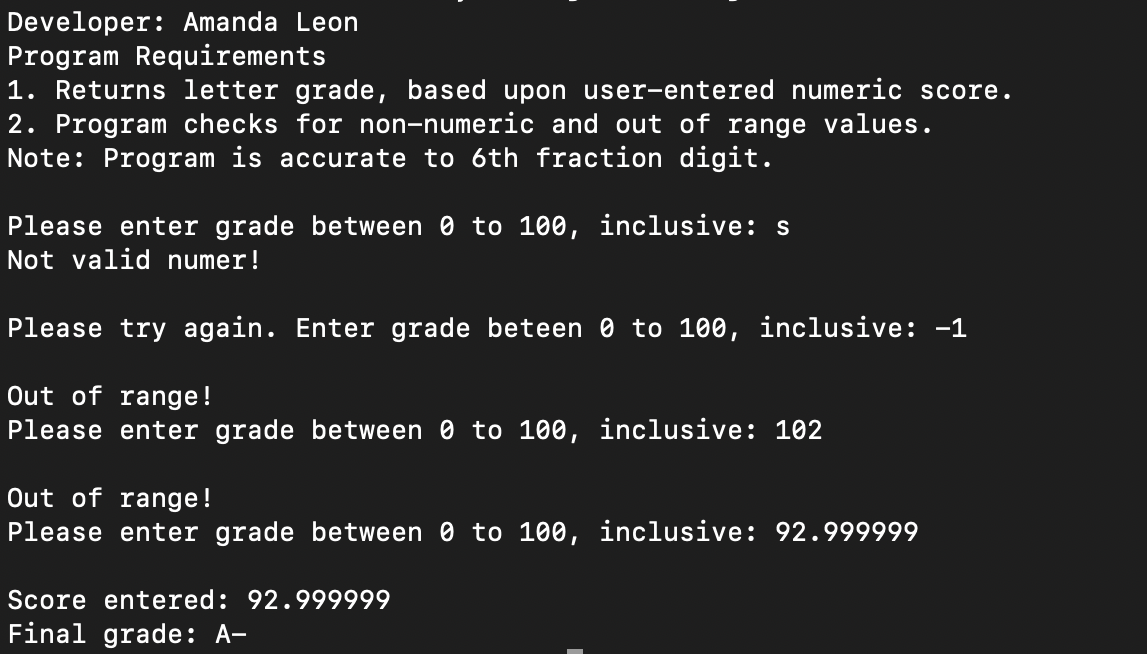 Developer: Amanda Leon
Program Requirements
1. Returns letter grade, based upon user-entered numeric score.
2. Program checks for non-numeric and out of range values.
Note: Program is accurate to 6th fraction digit.
Please enter grade between 0 to 100, inclusive: s
Not valid numer!
Please try again. Enter grade beteen 0 to 100, inclusive: -1
Out of range!
Please enter grade between 0 to 100, inclusive: 102
Out of range!
Please enter grade between 0 to 100, inclusive: 92.999999
Score entered: 92.999999
Final grade: A-